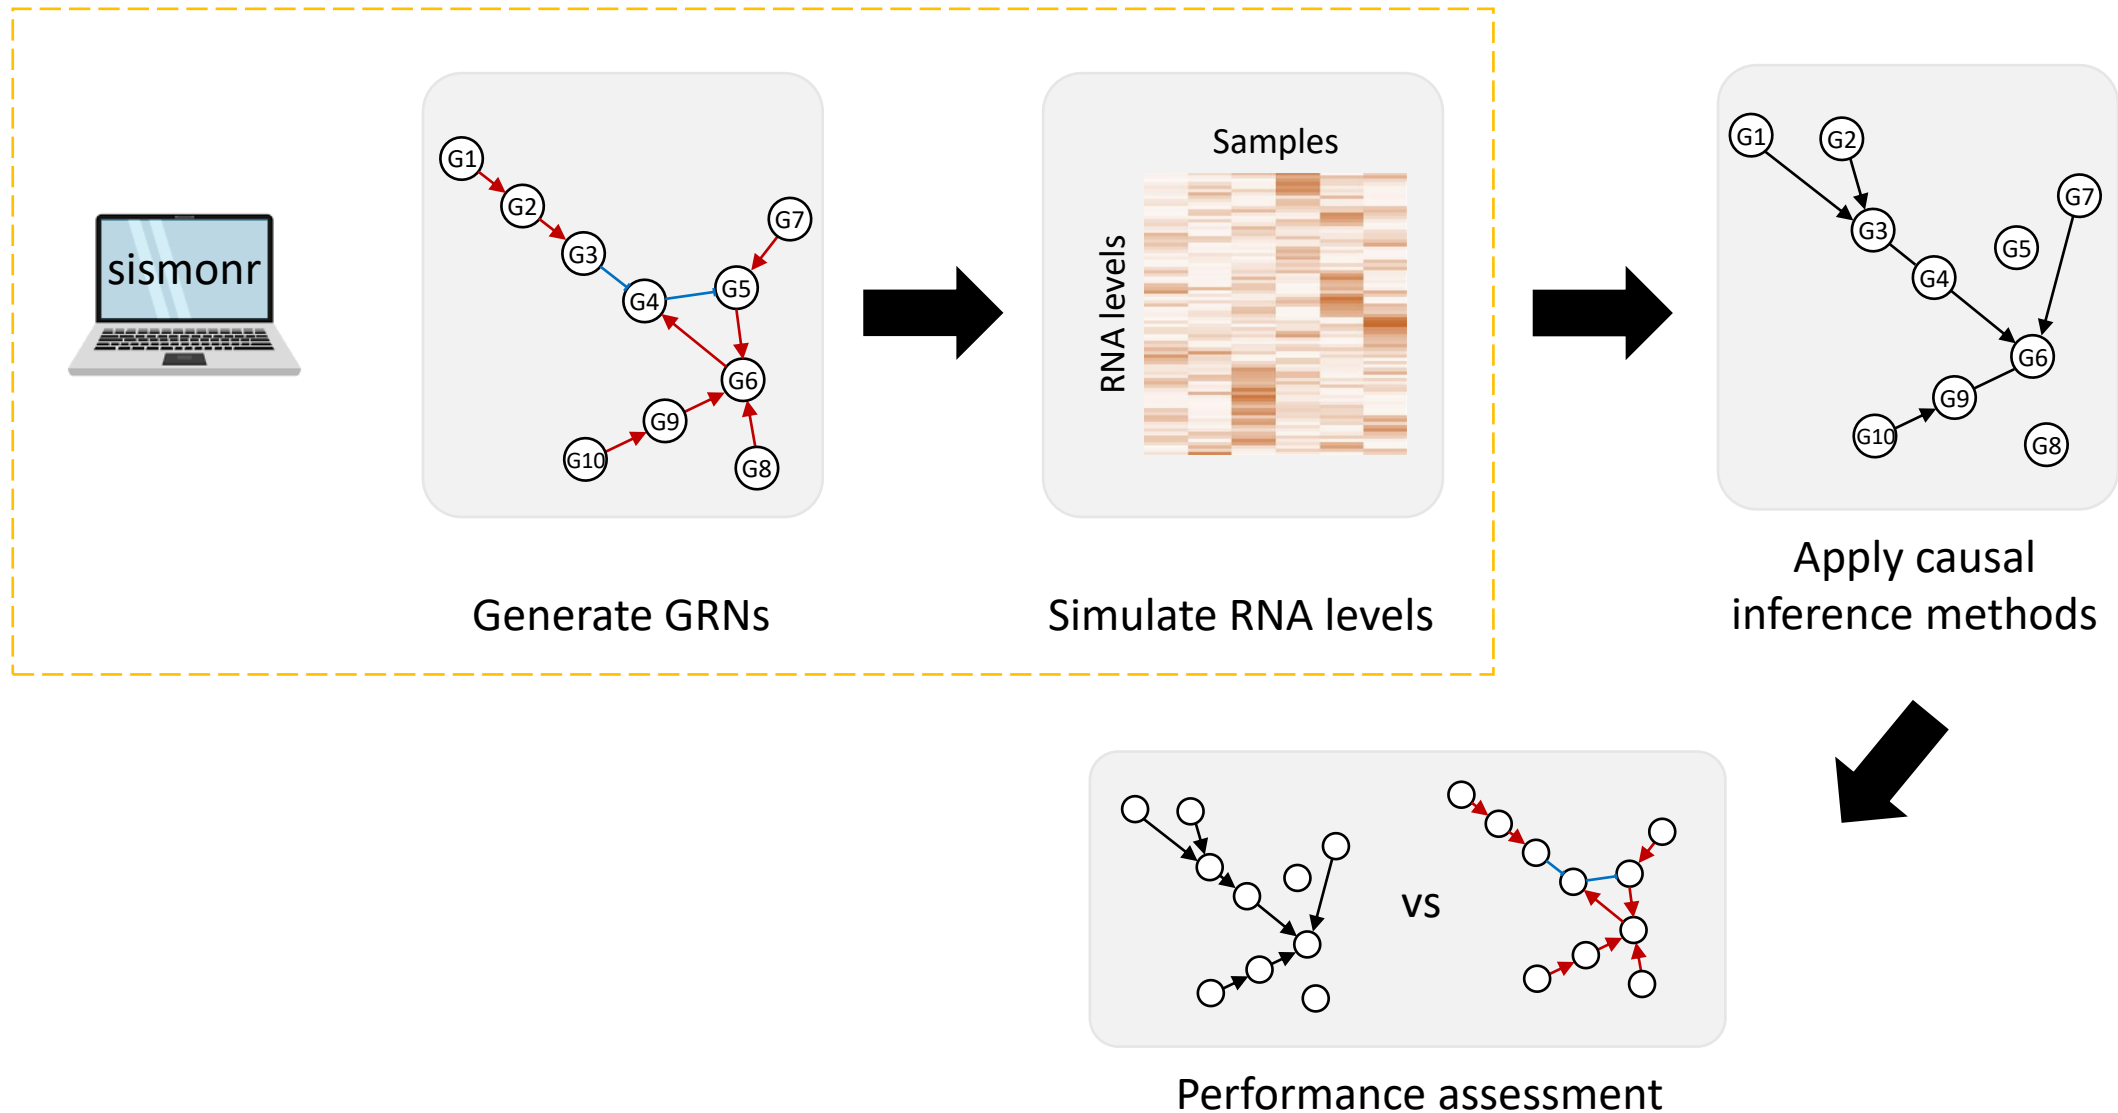 sismonr
G1
G2
G3
G4
G5
G6
G7
G8
G9
G10
Generate GRNs
Samples
RNA levels
Simulate RNA levels
G1
G2
G3
G4
G5
G6
G7
G8
G9
G10
Apply causal
inference methods
vs
Performance assessment